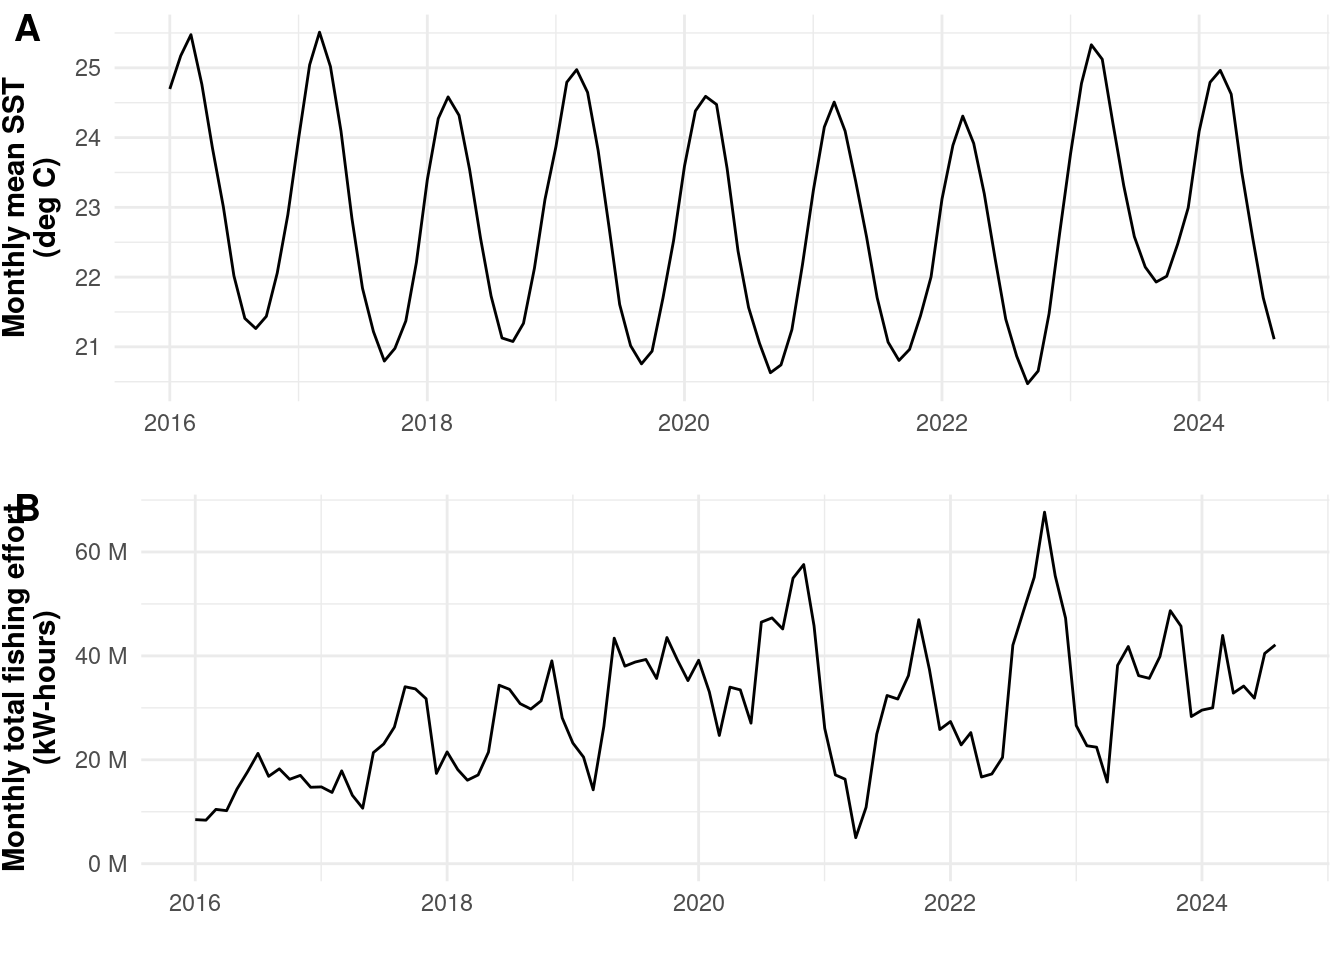 A
Monthly mean SST
(deg C)
25
24
23
22
21
2016 2018 2020 2022 2024
B
Monthly total fishing effort
(kW-hours)
60 M
40 M
20 M
0 M
2016 2018 2020 2022 2024